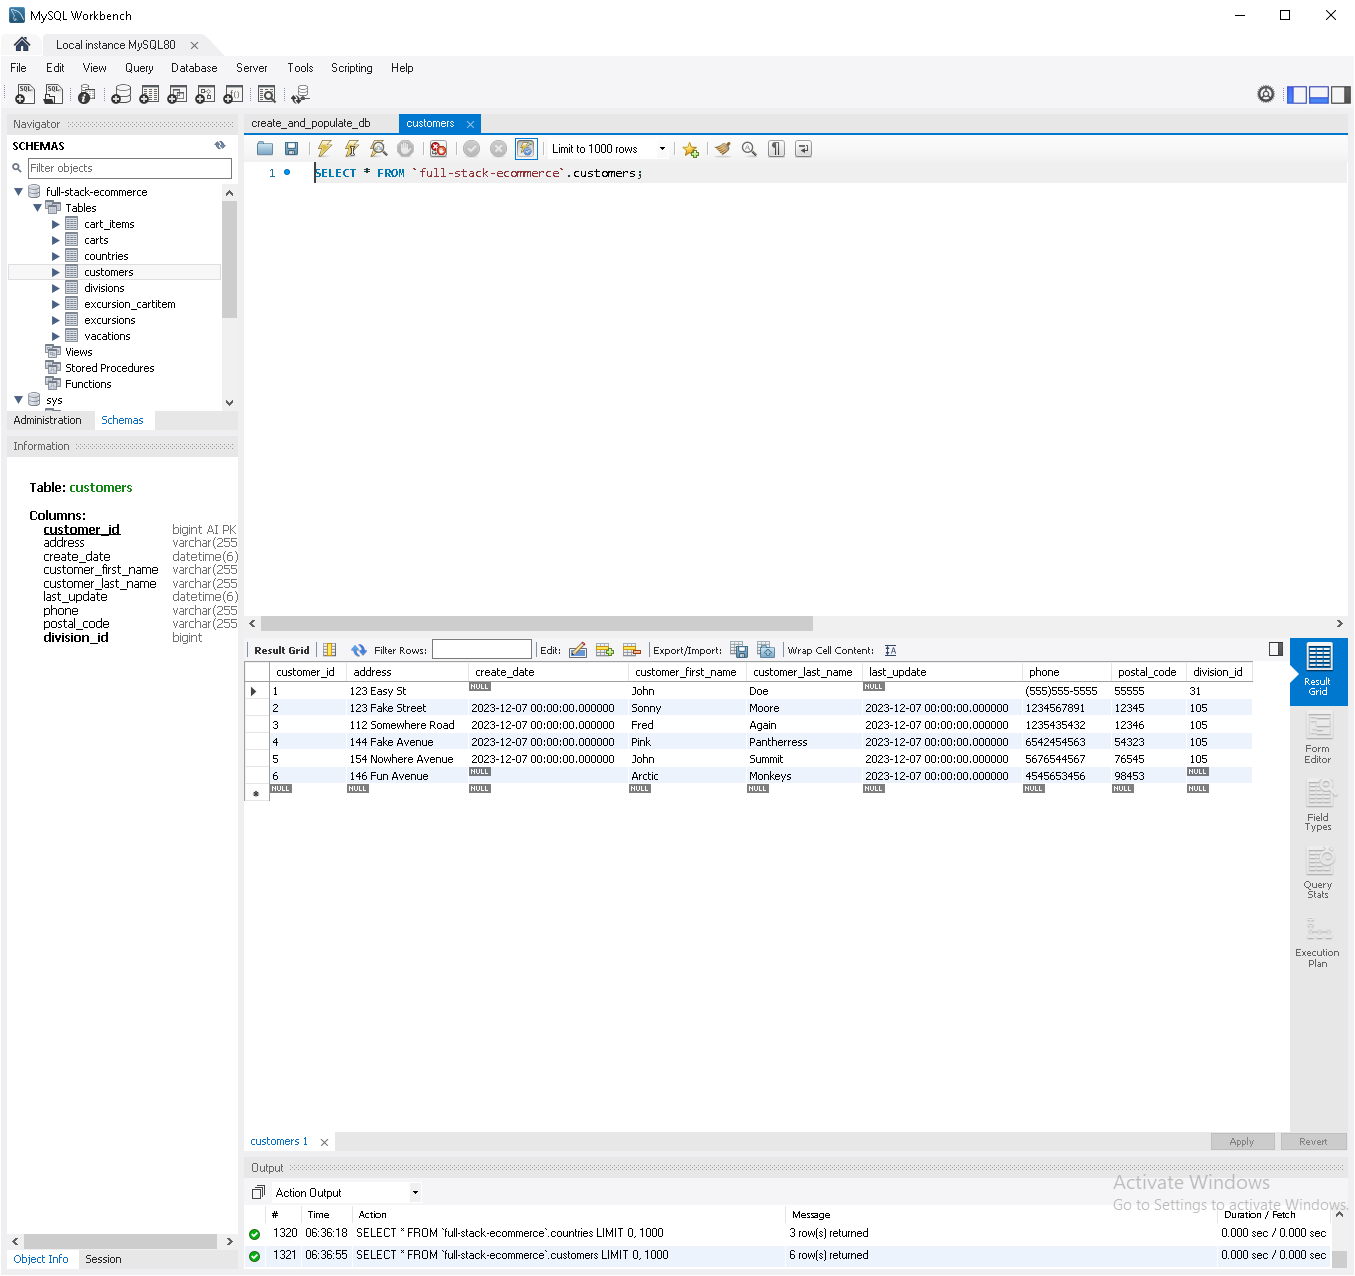 MySQL Workbench
Local instance MySQL80
File Edit View Query Database Server Tools Scripting Help
Navigator
SCHEMAS
Filter objects
full-stack-ecommerce
Tables
cart_items
carts
countries
customers
divisions
excursion_cartitem
excursions
vacations
Views
Stored Procedures
Functions
sys
Administration Schemas
Information
Table: customers
Columns:
customer_id bigint AI PK
address varchar(255
create_date datetime(6)
customer_first_name varchar(255
customer_last_name varchar(255
last_update datetime(6)
phone varchar(255
postal_code varchar(255
division_id bigint
Object Info Session
create_and_populate_db customers
Limit to 1000 rows
1 SELECT * FROM `full-stack-ecommerce`.customers;
Result Grid Filter Rows: Edit: Export/Import: Wrap Cell Content:
customer_id address create_date customer_first_name customer_last_name last_update phone postal_code division_id
1 123 Easy St NULL John Doe NULL (555)555-5555 55555 31
2 123 Fake Street 2023-12-07 00:00:00.000000 Sonny Moore 2023-12-07 00:00:00.000000 1234567891 12345 105
3 112 Somewhere Road 2023-12-07 00:00:00.000000 Fred Again 2023-12-07 00:00:00.000000 1235435432 12346 105
4 144 Fake Avenue 2023-12-07 00:00:00.000000 Pink Pantherress 2023-12-07 00:00:00.000000 6542454563 54323 105
5 154 Nowhere Avenue 2023-12-07 00:00:00.000000 John Summit 2023-12-07 00:00:00.000000 5676544567 76545 105
6 146 Fun Avenue NULL Arctic Monkeys 2023-12-07 00:00:00.000000 4545653456 98453 NULL
NULL NULL NULL NULL NULL NULL NULL NULL NULL
Result
Grid
Form
Editor
Field
Types
Query
Stats
Execution
Plan
customers 1
Apply Revert
Output
Action Output
Activate Windows
Go to Settings to activate Windows.
# Time Action Message Duration / Fetch
1320 06:36:18 SELECT * FROM `full-stack-ecommerce`.countries LIMIT 0, 1000 3 row(s) returned 0.000 sec / 0.000 sec
1321 06:36:55 SELECT * FROM `full-stack-ecommerce`.customers LIMIT 0, 1000 6 row(s) returned 0.000 sec / 0.000 sec